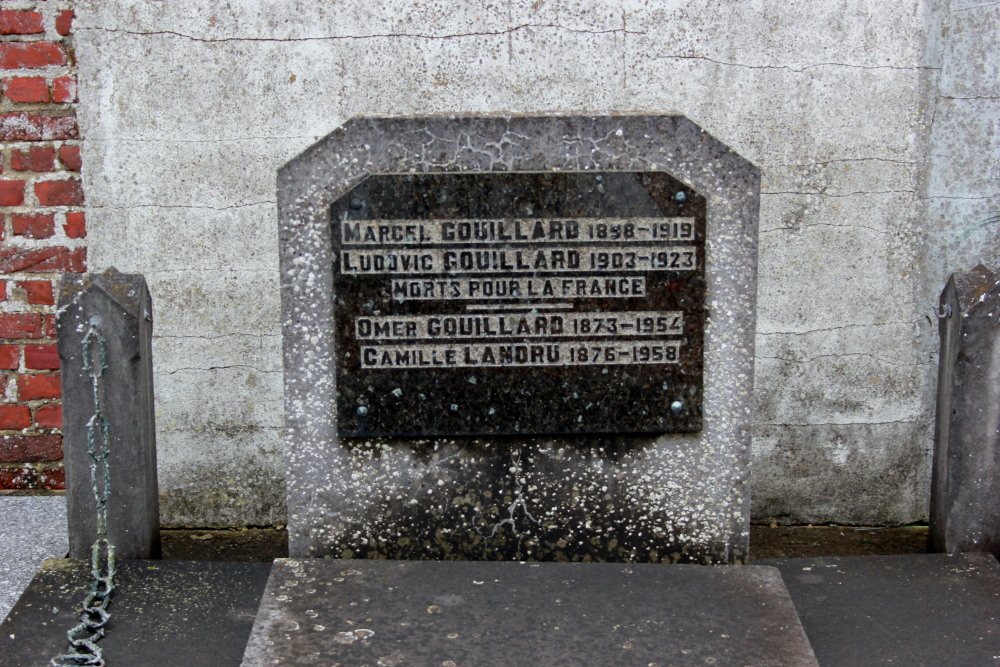 MARCEL GOUILLARD 1898-1919
LUDOVIC GOUILLARD 1903-1923
MORTS POUR LA FRANCE
OMER GOUILLARD 1873-1954
CAMILLE LANDRU 1876-1958